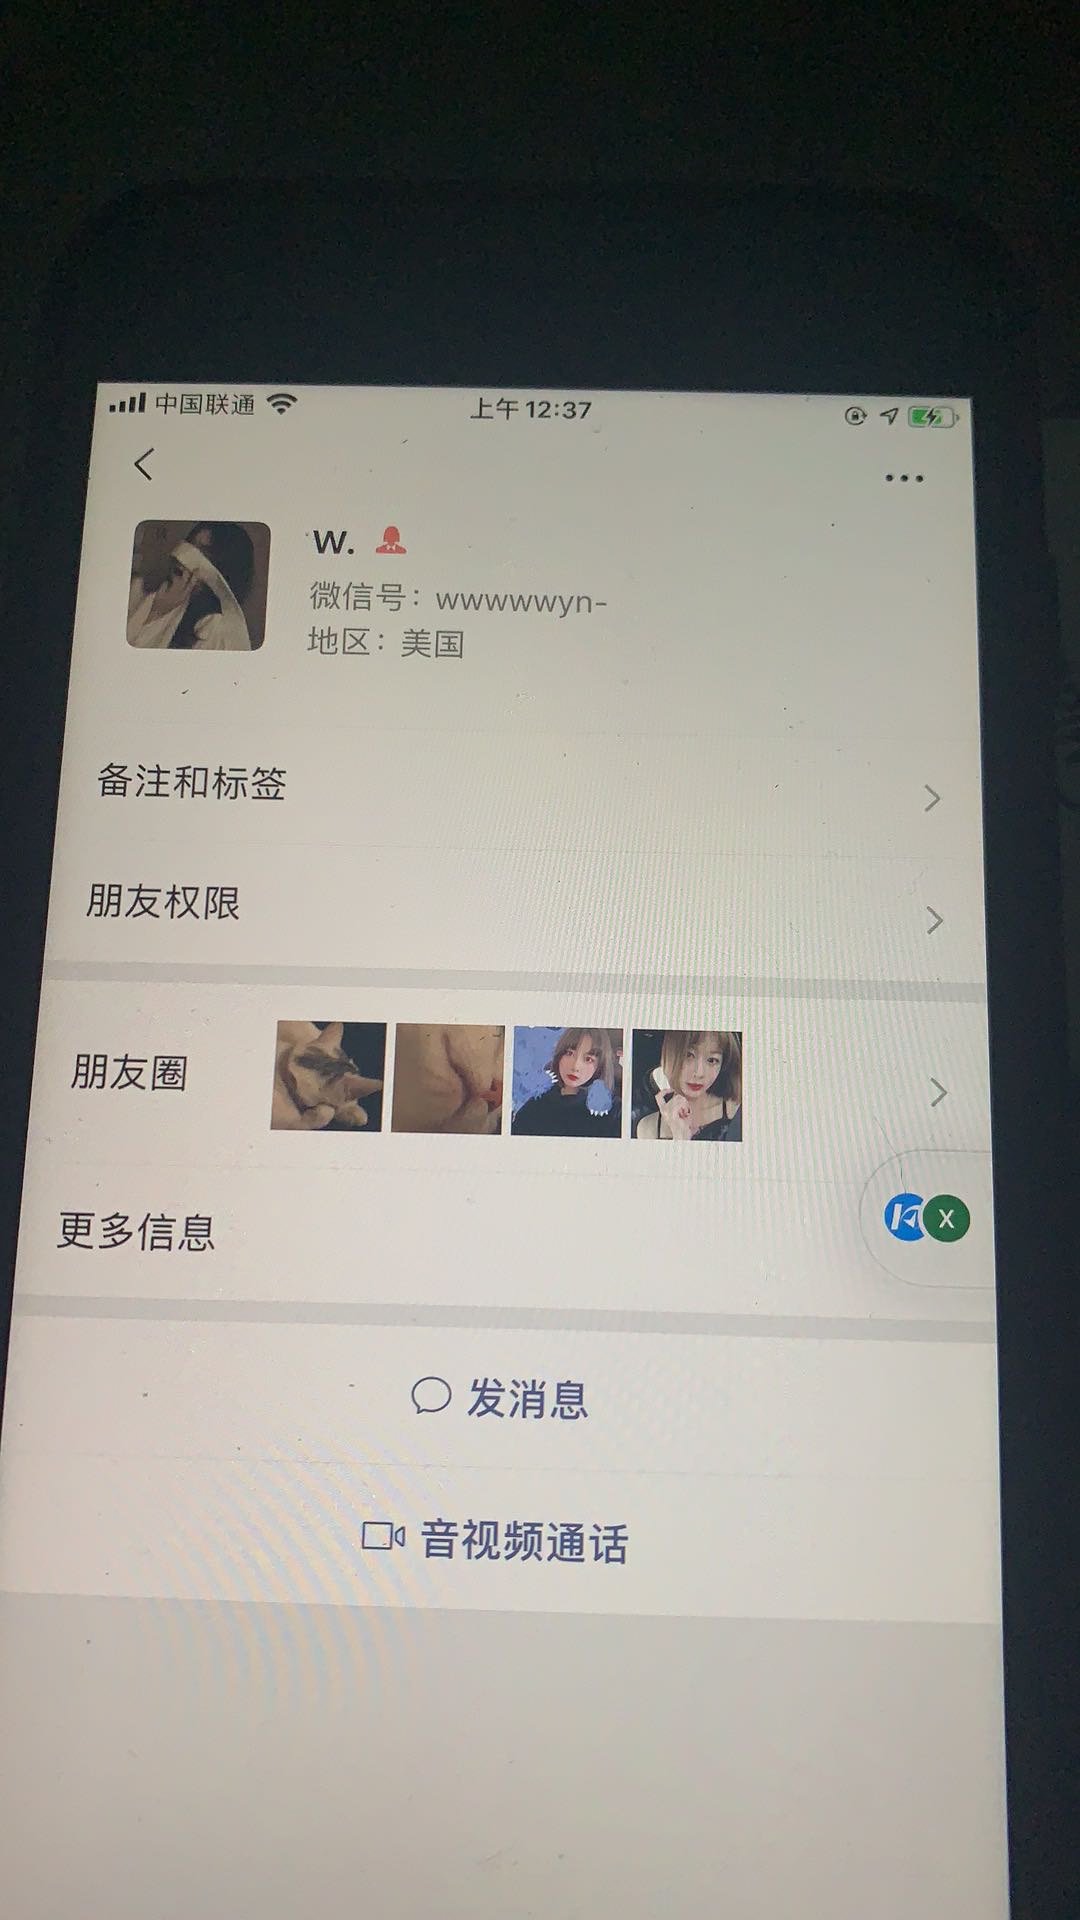 中国联通
上午12:37
W.
微信号：wwwwwyn-
地区：美国
备注和标签
朋友权限
朋友圈
更多信息
X
发消息
音视频通话